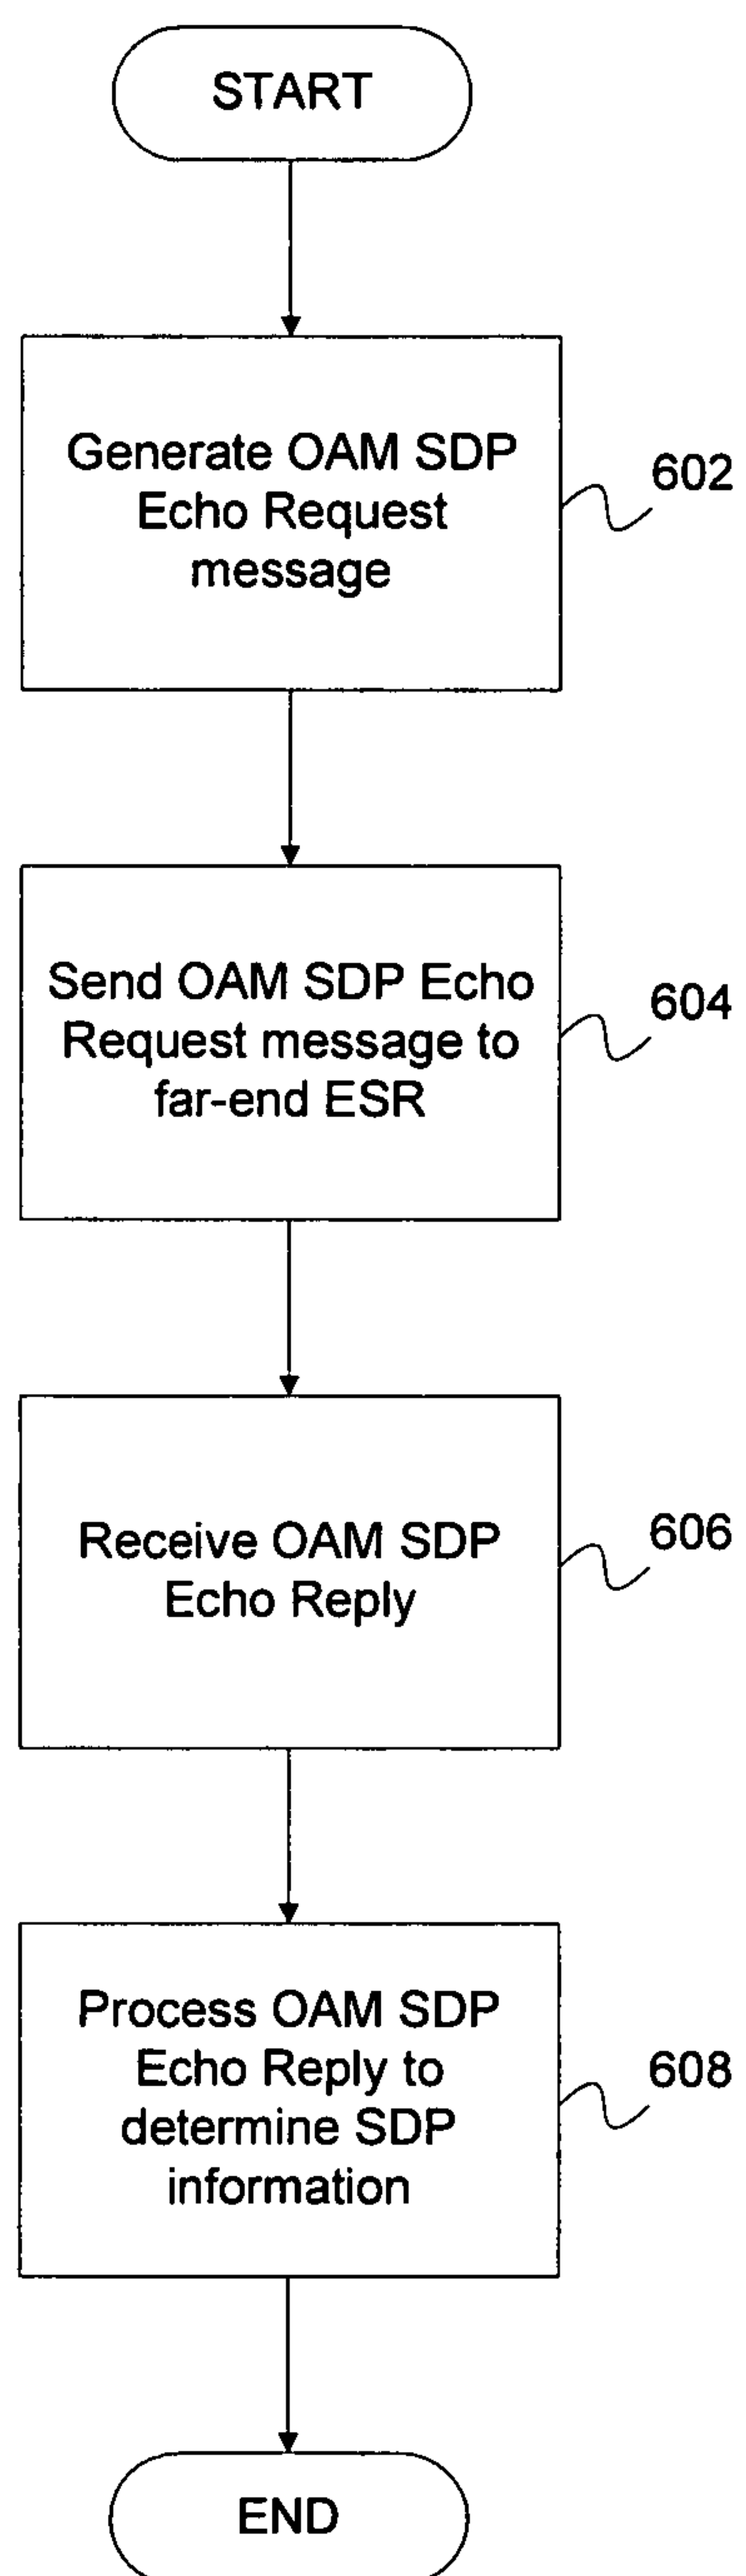 START
Generate OAM SDP
Echo Request
message
602
Send OAM SDP Echo
Request message to
far-end ESR
604
Receive OAM SDP
Echo Reply
606
Process OAM SDP
Echo Reply to
determine SDP
information
608
END